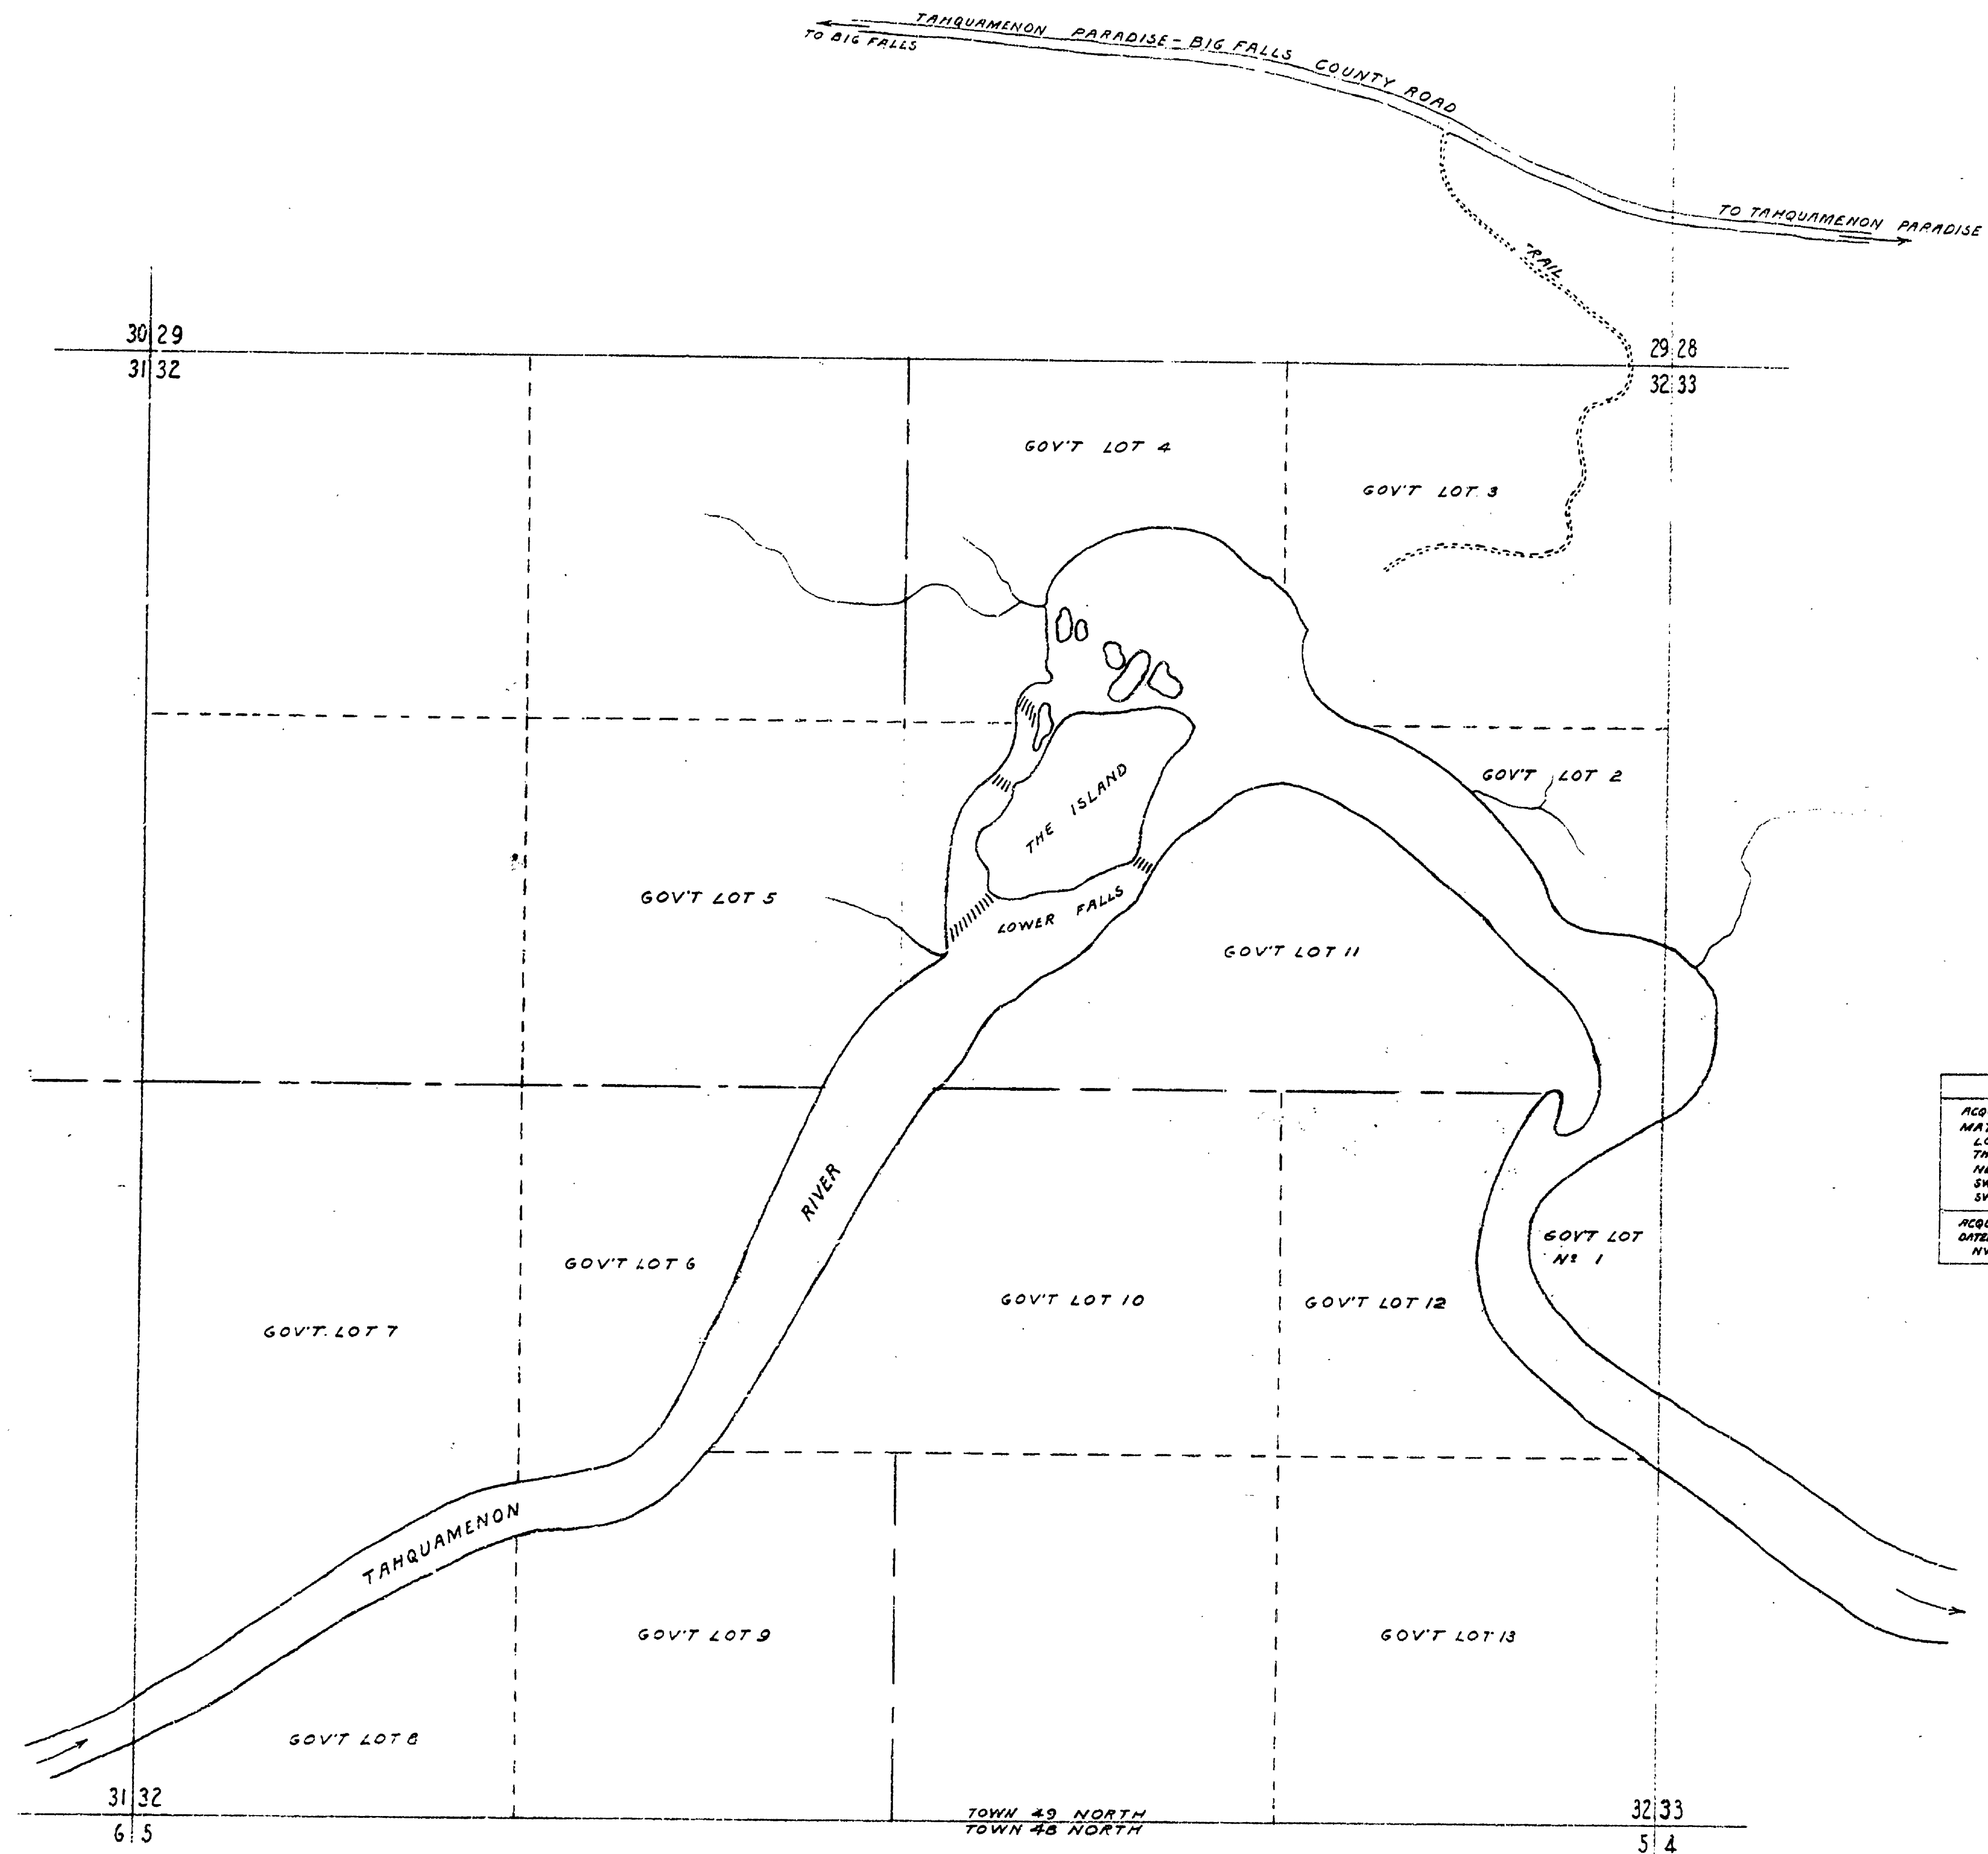 TAHQUAMENON PARADISE - BIG FALLS COUNTY ROAD
TO BIG FALLS
TO TAHQUAMENON PARADISE
TRAIL
30 29
31 32
29 28
32 33
GOV'T LOT 4
GOV'T LOT 3
GOV'T LOT 2
THE ISLAND
GOV'T LOT 5
LOWER FALLS
GOV'T LOT 11
RIVER
GOV'T LOT
Nº 1
GOV'T LOT 6
GOV'T LOT 10
GOV'T LOT 12
GOV'T. LOT 7
TAHQUAMENON
GOV'T LOT 9
GOV'T LOT 13
GOV'T LOT 8
31 32
6 5
TOWN 49 NORTH
TOWN 48 NORTH
32 33
5 4